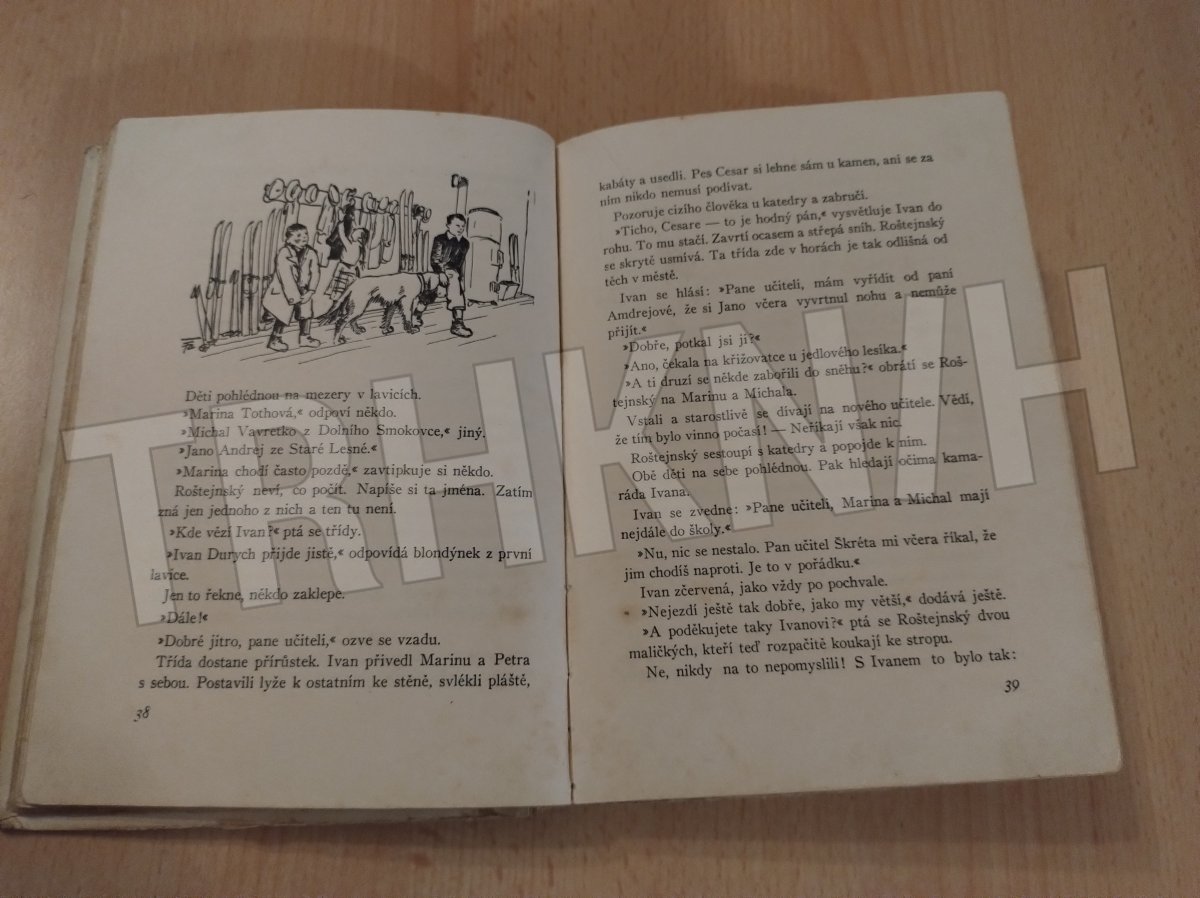 Děti pohlédnou na mezery v lavicích.
»Marina Tothová,« odpoví někdo.
»Michal Vavretko z Dolního Smokovce,« jiný.
»Jano Andrej ze Staré Lesné.«
»Marina chodí často pozdě,« zavtipkuje si někdo.
Roštejnský neví, co počít. Napíše si ta jména. Zatím
zná jen jednoho z nich a ten tu není.
»Kde vězí Ivan?« ptá se třídy.
»Ivan Durych přijde jistě,« odpovídá blondýnek z první
lavice.
Jen to řekne, někdo zaklepe.
»Dále!«
»Dobré jitro, pane učiteli,« ozve se vzadu.
Třída dostane přírůstek. Ivan přivedl Marinu a Petra
s sebou. Postavili lyže k ostatním ke stěně, svlékli pláště,
38
kabáty a usedli. Pes Cesar si lehne sám u kamen, ani se za
ním nikdo nemusí podívat.
Pozoruje cizího člověka u katedry a zabručí.
»Ticho, Cesare — to je hodný pán,« vysvětluje Ivan do
rohu. To mu stačí. Zavrtí ocasem a střepá sníh. Roštejnský
se skrytě usmívá. Ta třída zde v horách je tak odlišná od
těch v městě.
Ivan se hlásí: »Pane učiteli, mám vyřídit od paní
Amdrejové, že si Jano včera vyvrtnul nohu a nemůže
přijít.«
»Dobře, potkal jsi ji?«
»Ano, čekala na křižovatce u jedlového lesíka.«
»A ti druzí se někde zabořili do sněhu?« obrátí se Roš-
tejnský na Marinu a Michala.
Vstali a starostlivě se dívají na nového učitele. Vědí,
že tím bylo vinno počasí! — Neříkají však nic.
Roštejnský sestoupí s katedry a popojde k nim.
Obě děti na sebe pohlédnou. Pak hledají očima kama-
ráda Ivana.
Ivan se zvedne: »Pane učiteli, Marina a Michal mají
nejdále do školy.«
»Nu, nic se nestalo. Pan učitel Škréta mi včera říkal, že
jim chodíš naproti. Je to v pořádku.«
Ivan zčervená, jako vždy po pochvale.
»Nejezdí ještě tak dobře, jako my větší,« dodává ještě.
»A poděkujete taky Ivanovi?« ptá se Roštejnský dvou
maličkých, kteří teď rozpačitě koukají ke stropu.
Ne, nikdy na to nepomyslili! S Ivanem to bylo tak:
39
TRHKNIH